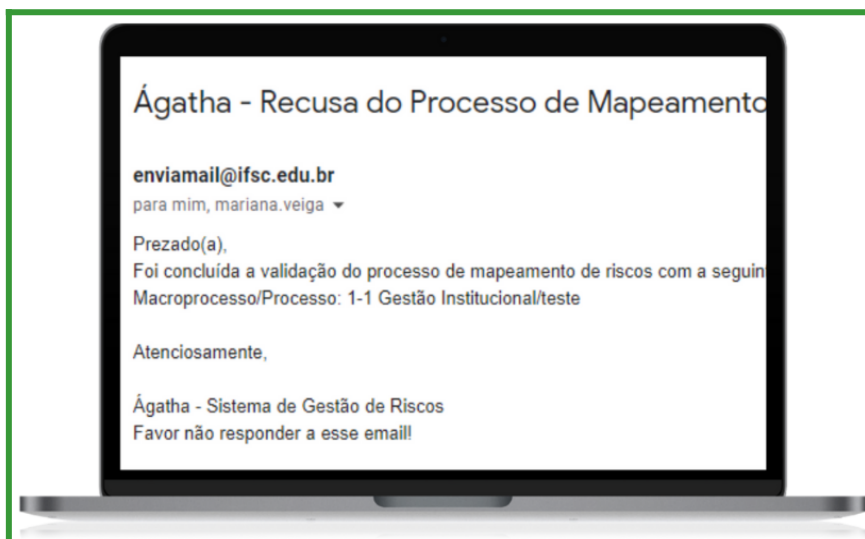 Ágatha - Recusa do Processo de Mapeamento
enviamail@ifsc.edu.br
para mim, mariana.veiga
Prezado(a),
Foi concluída a validação do processo de mapeamento de riscos com a
Macroprocesso/Processo: 1-1 Gestão Institucional/teste
Atenciosamente,
Ágatha - Sistema de Gestão de Riscos
Favor não responder a esse email!